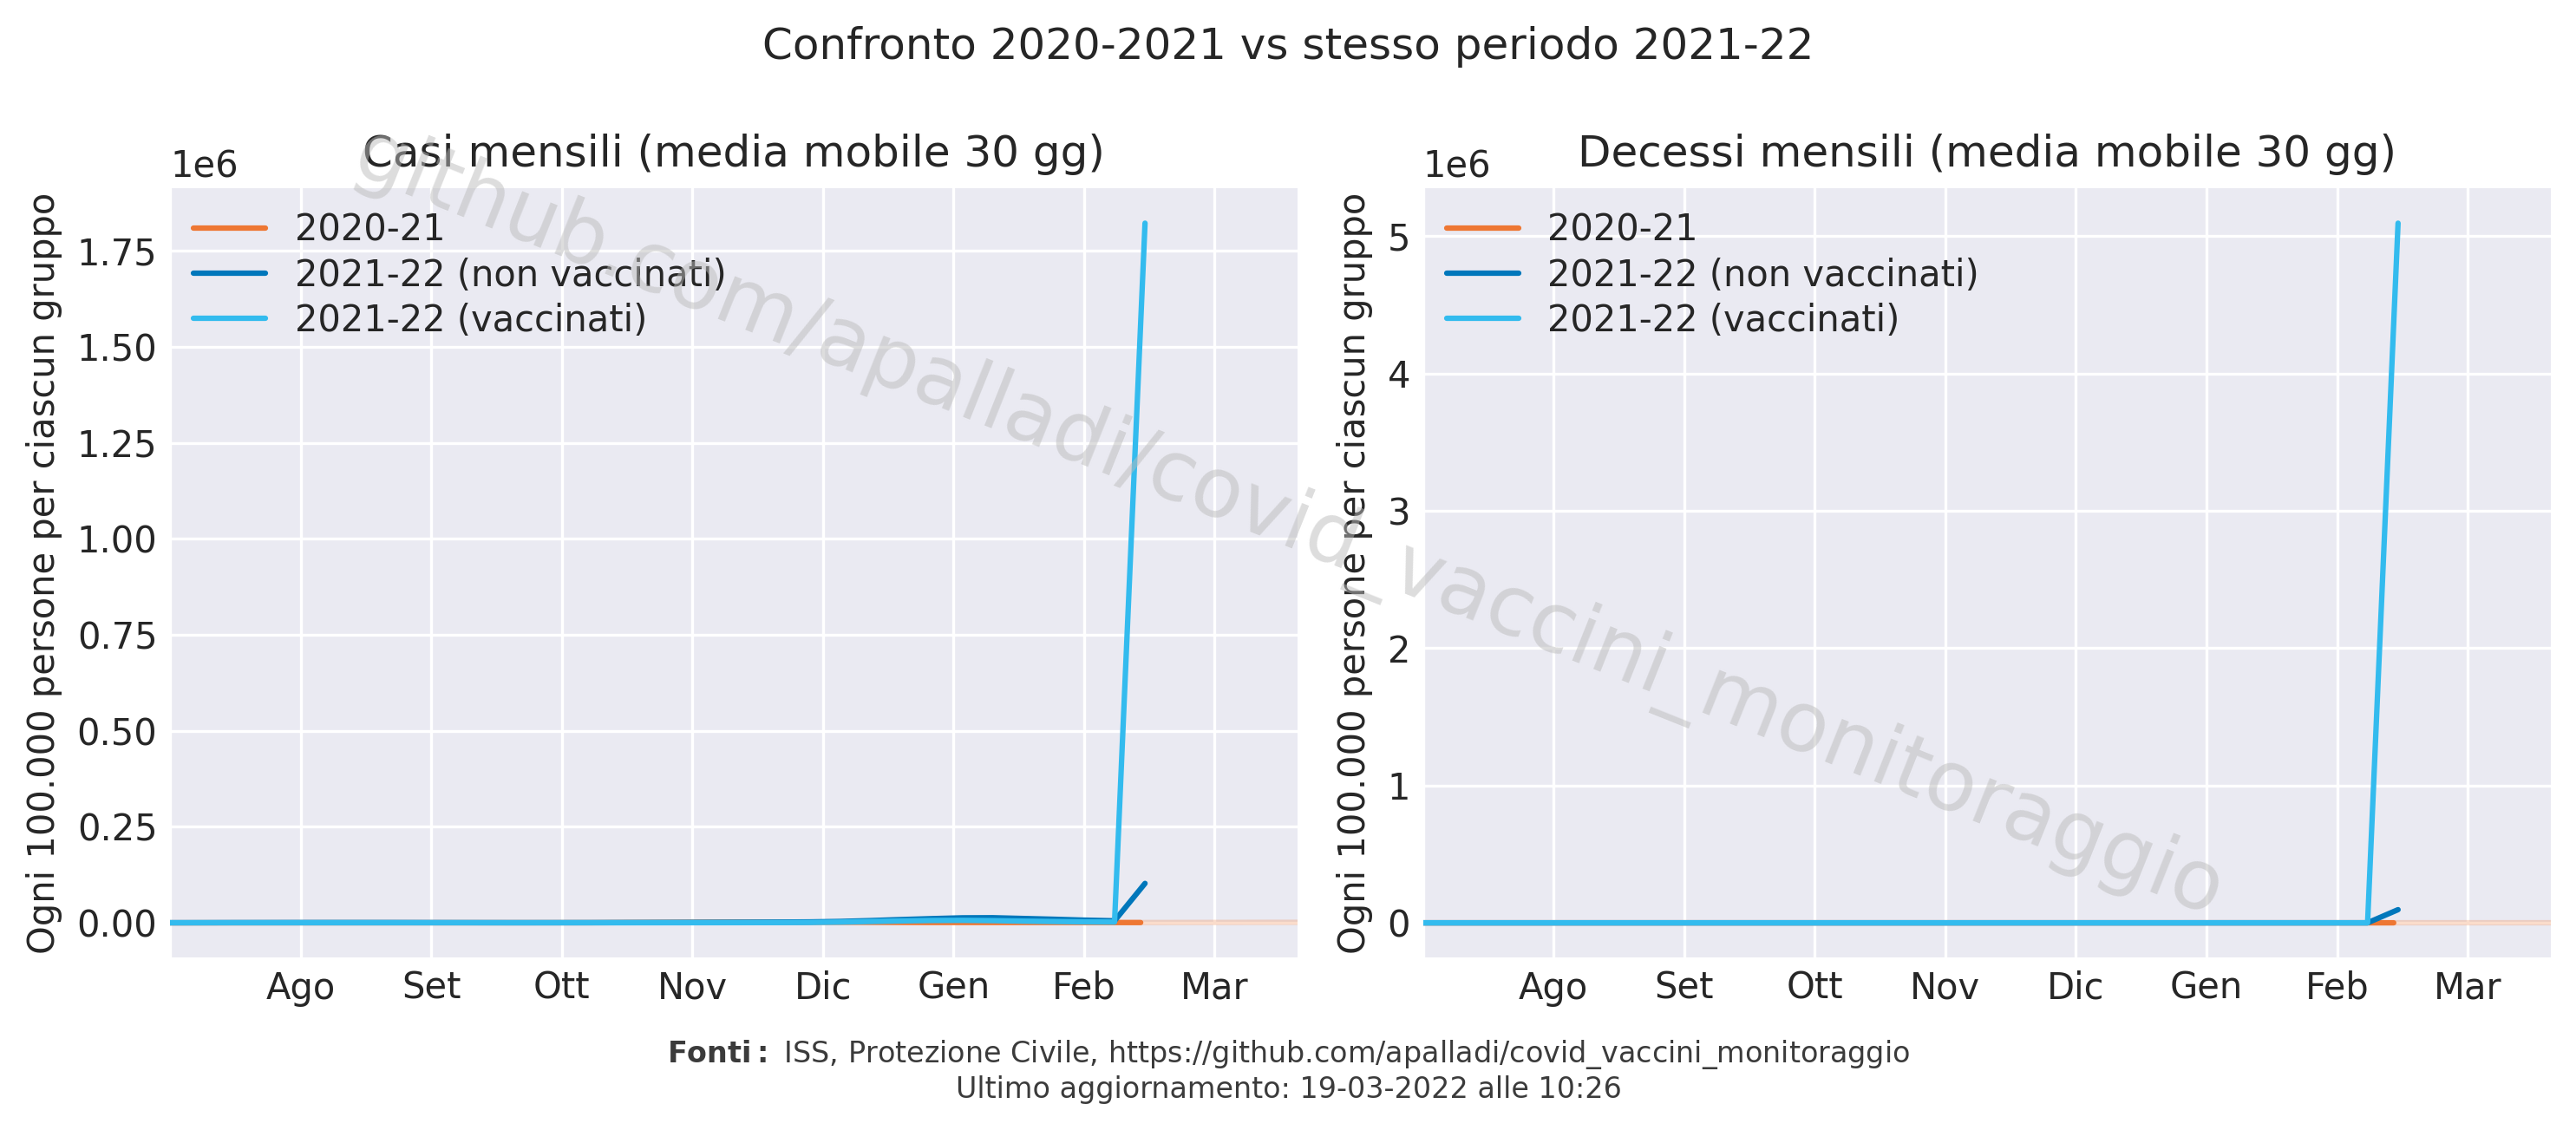 Confronto 2020-2021 vs stesso periodo 2021-22
Casi mensili (media mobile 30 gg)
1e6
Ogni 100.000 persone per ciascun gruppo
2020-21
2021-22 (non vaccinati)
2021-22 (vaccinati)
1.75
1.50
1.25
1.00
0.75
0.50
0.25
0.00
Ago Set Ott Nov Dic Gen Feb Mar
Decessi mensili (media mobile 30 gg)
1e6
Ogni 100.000 persone per ciascun gruppo
2020-21
2021-22 (non vaccinati)
2021-22 (vaccinati)
5
4
3
2
1
0
Ago Set Ott Nov Dic Gen Feb Mar
github.com/apalladi/covid_vaccini_monitoraggio
Fonti: ISS, Protezione Civile, https://github.com/apalladi/covid_vaccini_monitoraggio
Ultimo aggiornamento: 19-03-2022 alle 10:26